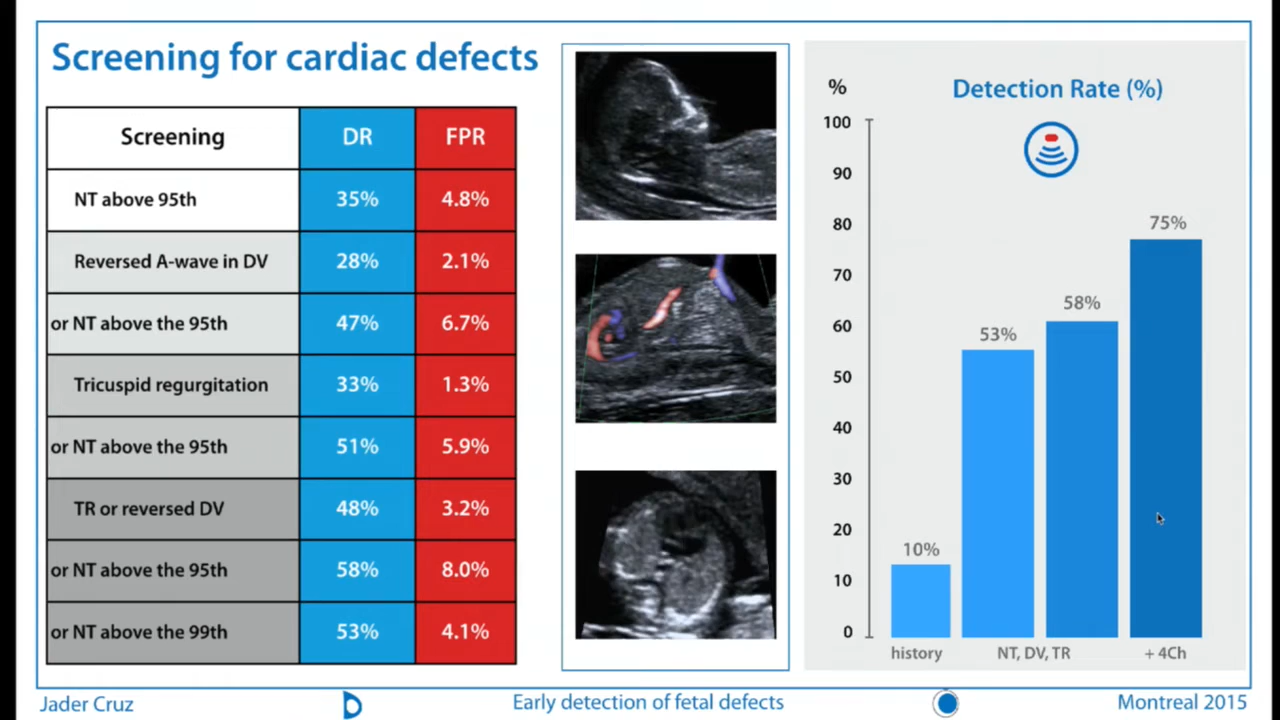 Screening for cardiac defects
Screening DR FPR
NT above 95th 35% 4.8%
Reversed A-wave in DV 28% 2.1%
or NT above the 95th 47% 6.7%
Tricuspid regurgitation 33% 1.3%
or NT above the 95th 51% 5.9%
TR or reversed DV 48% 3.2%
or NT above the 95th 58% 8.0%
or NT above the 99th 53% 4.1%
% Detection Rate (%)
100
90
80
70
60
50
40
30
20
10
0
10%
53%
58%
75%
history NT, DV, TR + 4Ch
Jader Cruz Early detection of fetal defects Montreal 2015